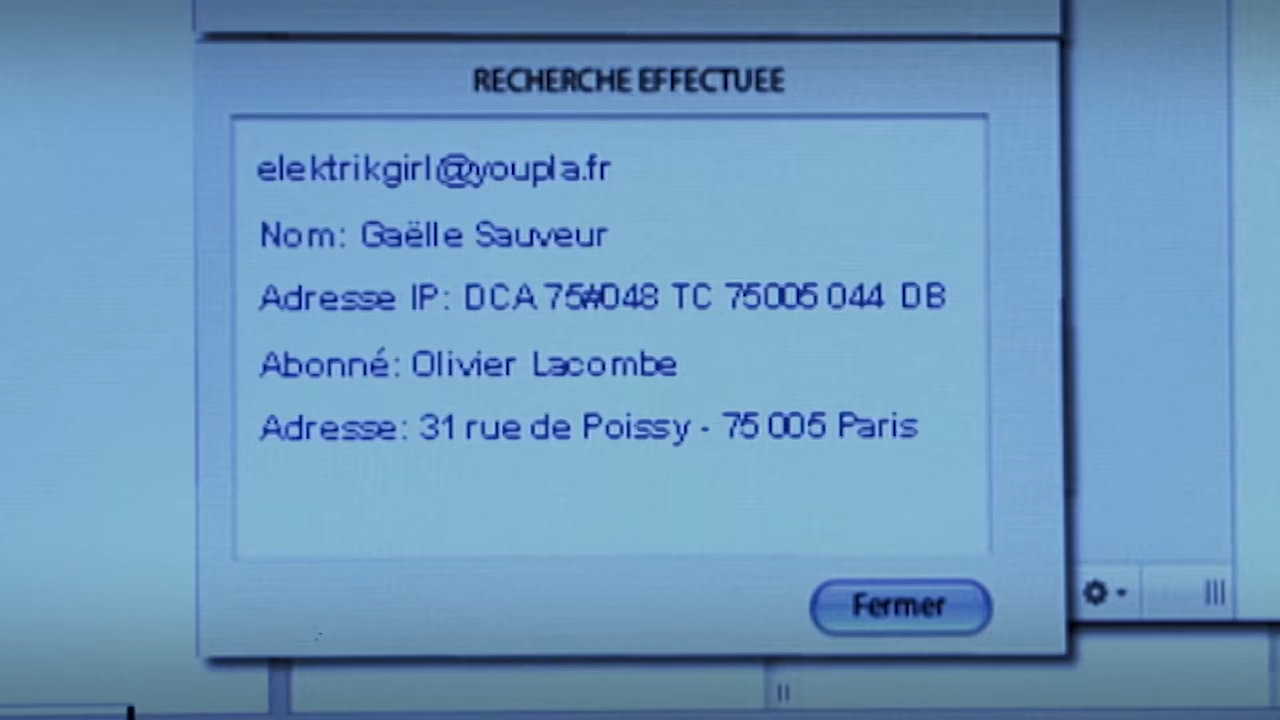 RECHERCHE EFFECTUEE
elektrikgirl@youpla.fr
Nom: Gaëlle Sauveur
Adresse IP: DCA 75#048 TC 75005 044 DB
Abonné: Olivier Lacombe
Adresse: 31 rue de Poissy - 75 005 Paris
Fermer